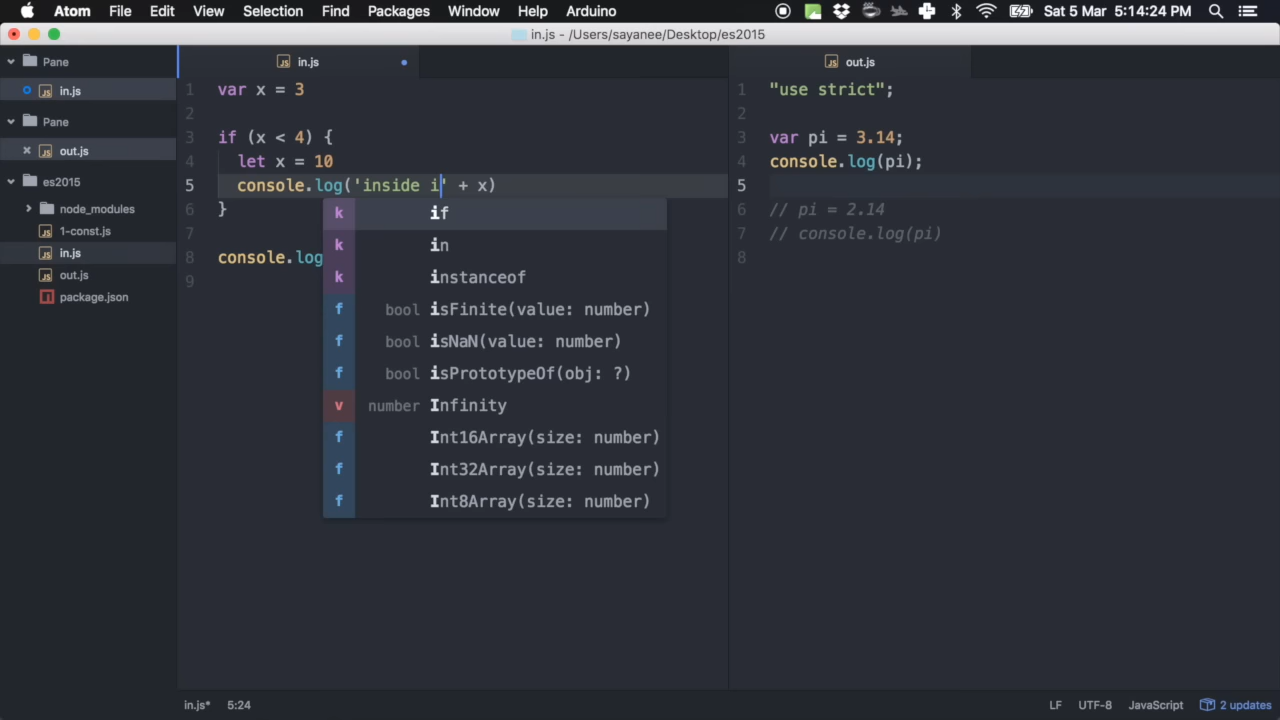 Atom File Edit View Selection Find Packages Window Help Arduino Sat 5 Mar 5:14:24 PM
in.js - /Users/sayanee/Desktop/es2015
Pane
in.js
Pane
out.js
es2015
node_modules
1-const.js
in.js
out.js
package.json
in.js
1 var x = 3
2
3 if (x < 4) {
4 let x = 10
5 console.log('inside i' + x)
6 }
7
8 console.log
9
k if
k in
k instanceof
f bool isFinite(value: number)
f bool isNaN(value: number)
f bool isPrototypeOf(obj: ?)
v number Infinity
f Int16Array(size: number)
f Int32Array(size: number)
f Int8Array(size: number)
out.js
1 "use strict";
2
3 var pi = 3.14;
4 console.log(pi);
5
6 // pi = 2.14
7 // console.log(pi)
8
in.js* 5:24 LF UTF-8 JavaScript 2 updates